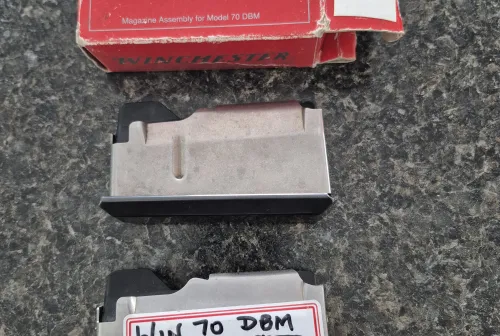 Magazine Assembly for Model 70 DBM
WINCHESTER
WIN 70 DBM